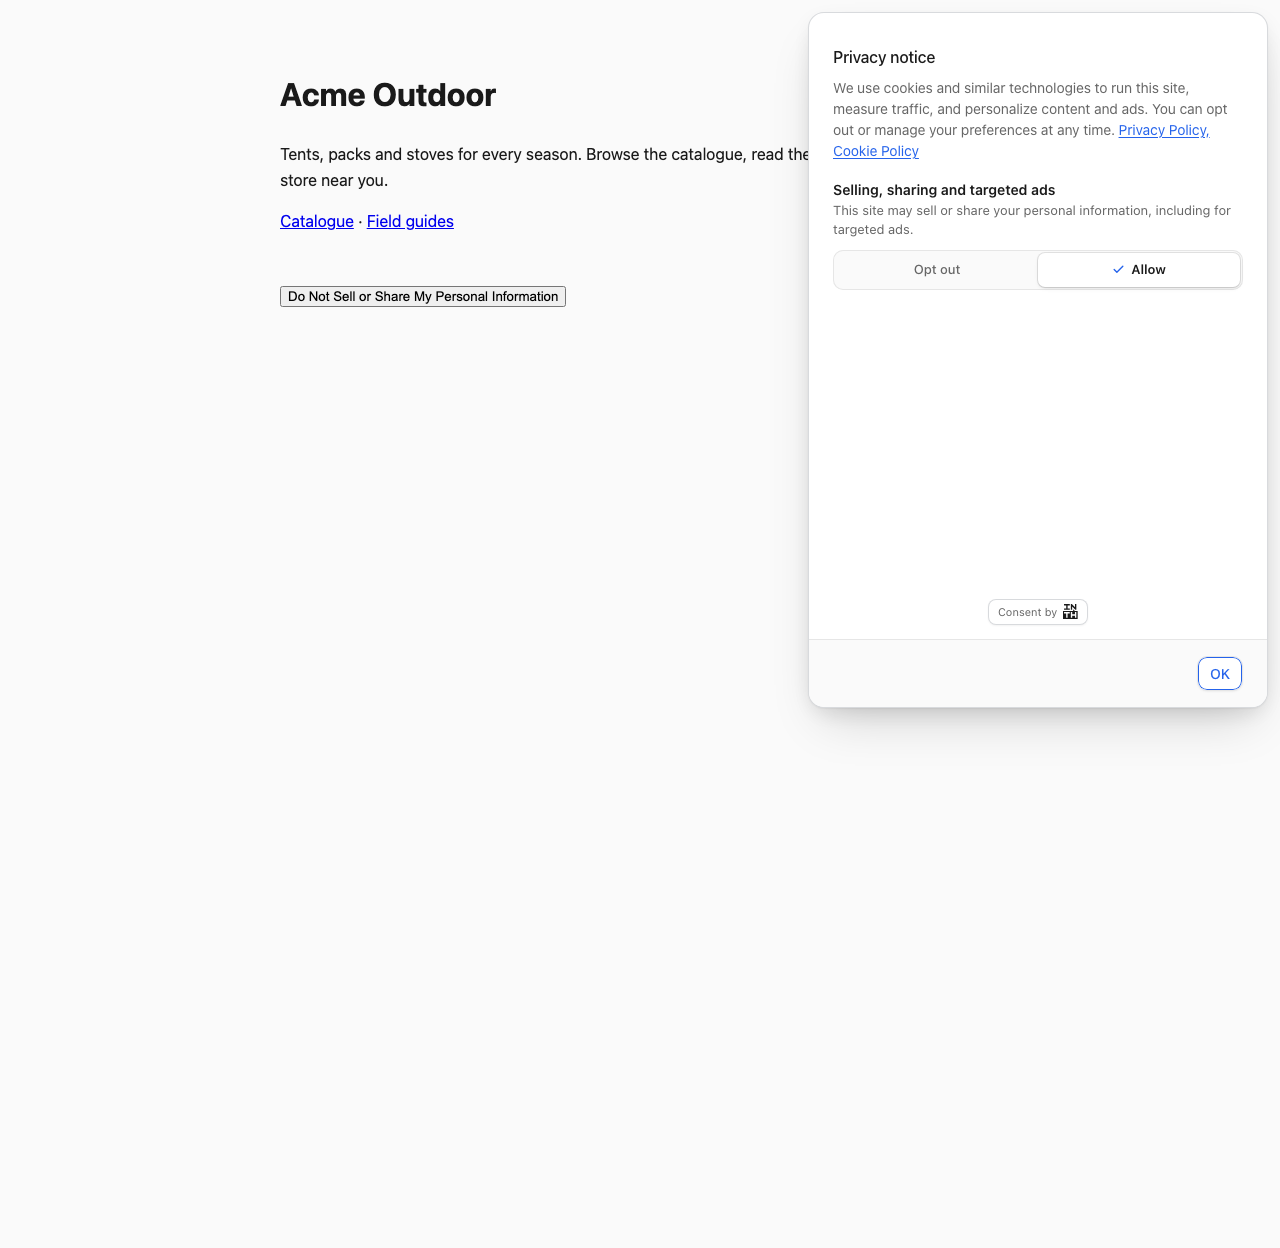 Acme Outdoor
Tents, packs and stoves for every season. Browse the catalogue, read the
store near you.
Catalogue · Field guides
Do Not Sell or Share My Personal Information
Privacy notice
We use cookies and similar technologies to run this site,
measure traffic, and personalize content and ads. You can opt
out or manage your preferences at any time. Privacy Policy,
Cookie Policy
Selling, sharing and targeted ads
This site may sell or share your personal information, including for
targeted ads.
Opt out
Allow
Consent by INTH
OK